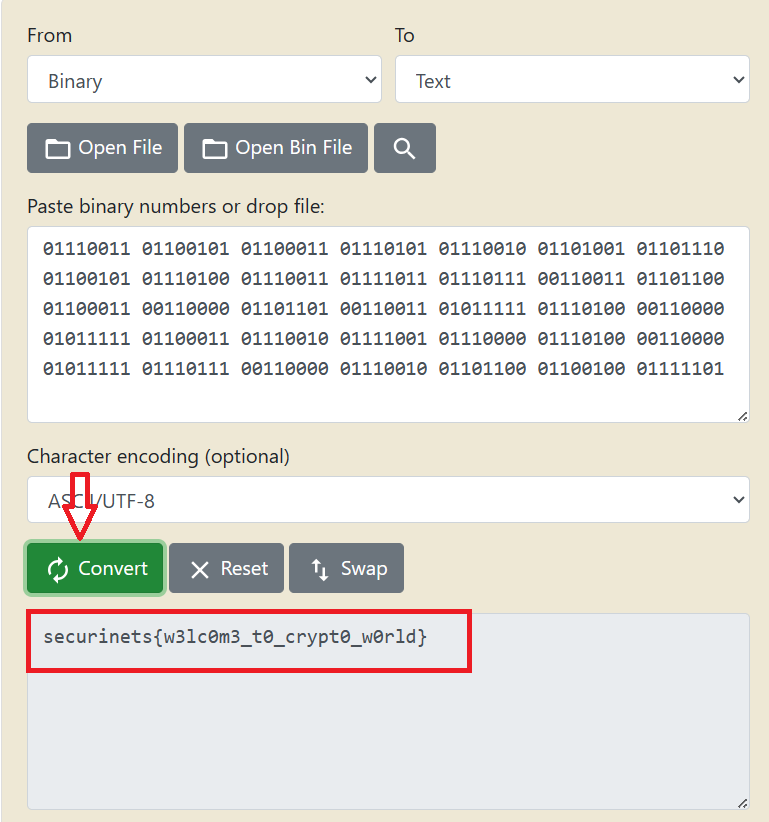 From To
Binary Text
Open File Open Bin File
Paste binary numbers or drop file:
01110011 01100101 01100011 01110101 01110010 01101001 01101110
01100101 01110100 01110011 01111011 01110111 00110011 01101100
01100011 00110000 01101101 00110011 01011111 01110100 00110000
01011111 01100011 01110010 01111001 01110000 01110100 00110000
01011111 01110111 00110000 01110010 01101100 01100100 01111101
Character encoding (optional)
ASCII/UTF-8
Convert Reset Swap
securinets{w3lc0m3_t0_crypt0_w0rld}